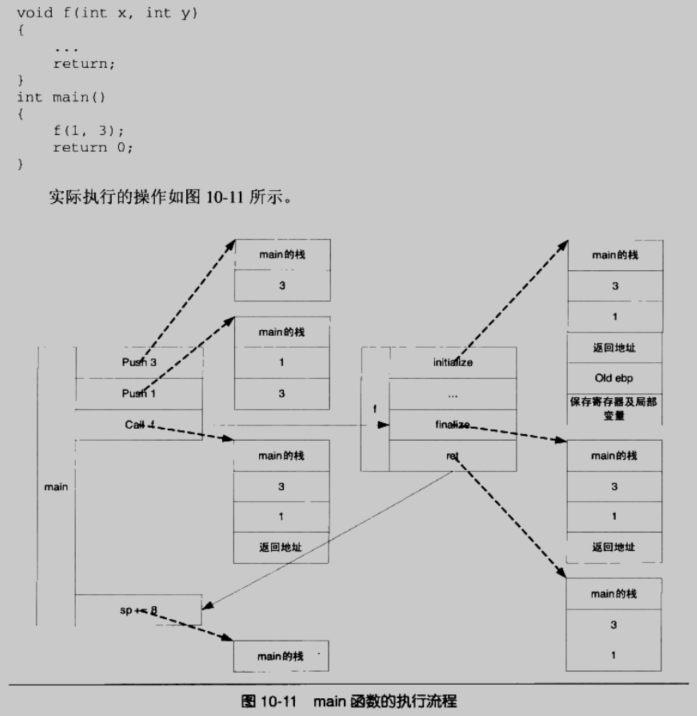 void f(int x, int y)
{
...
return;
}
int main()
{
f(1, 3);
return 0;
}
实际执行的操作如图 10-11 所示。
main的栈
3
main的栈
1
3
main的栈
3
1
返回地址
main的栈
main
Push 3
Push 1
Call f
sp += 8
f
initialize
...
finalize
ret
main的栈
3
1
返回地址
Old ebp
保存寄存器及局部
变量
main的栈
3
1
返回地址
main的栈
3
1
图 10-11 main 函数的执行流程